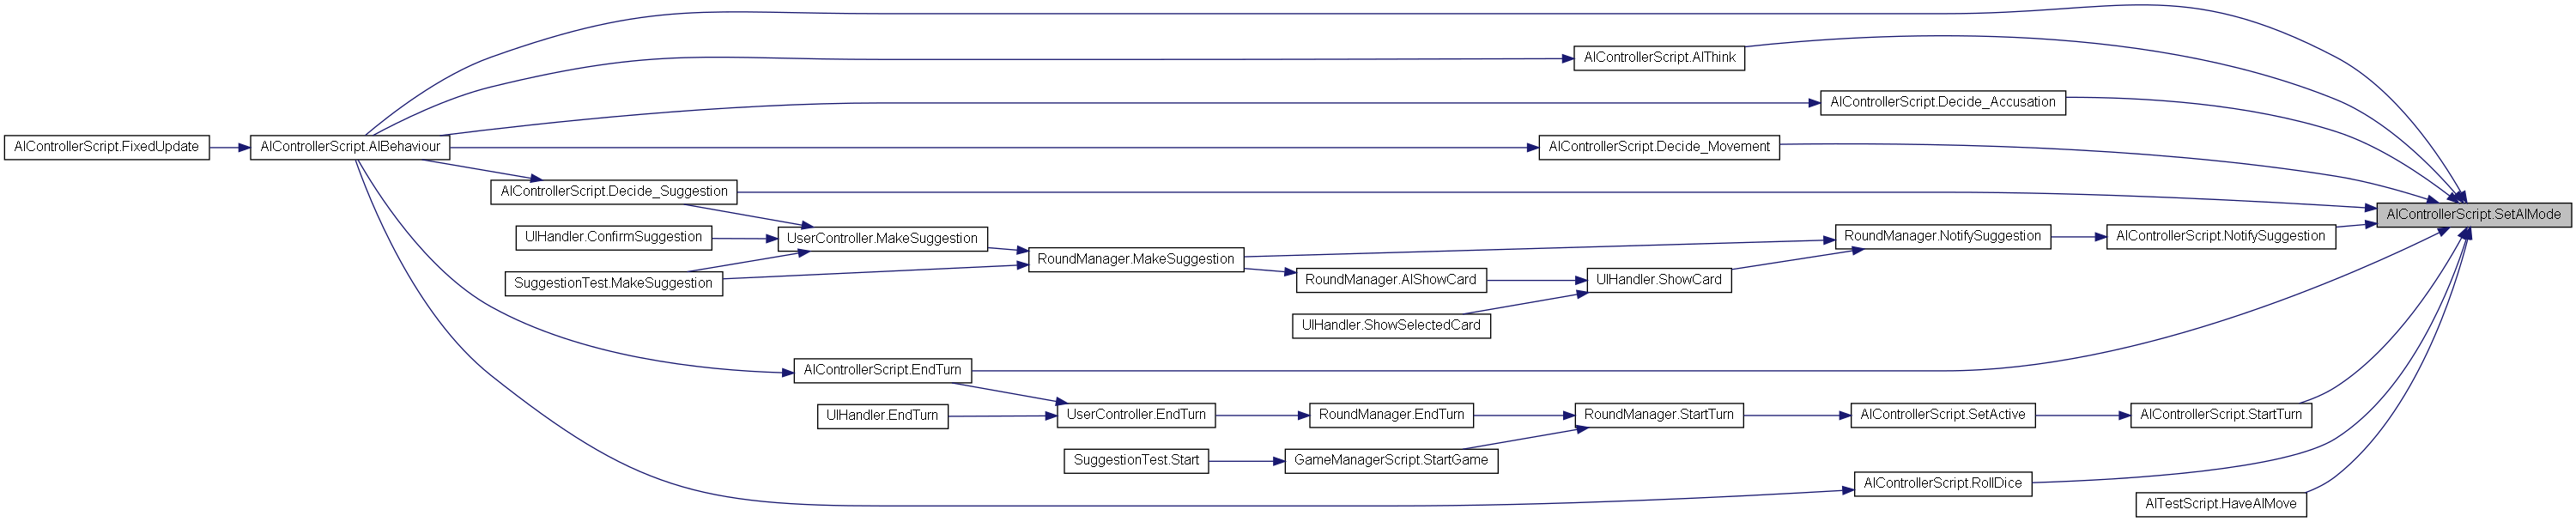 AIControllerScript.AIThink
AIControllerScript.Decide_Accusation
AIControllerScript.FixedUpdate
AIControllerScript.AIBehaviour
AIControllerScript.Decide_Movement
AIControllerScript.Decide_Suggestion
AIControllerScript.SetAIMode
UIHandler.ConfirmSuggestion
UserController.MakeSuggestion
RoundManager.NotifySuggestion
AIControllerScript.NotifySuggestion
RoundManager.MakeSuggestion
SuggestionTest.MakeSuggestion
RoundManager.AIShowCard
UIHandler.ShowCard
UIHandler.ShowSelectedCard
AIControllerScript.EndTurn
UIHandler.EndTurn
UserController.EndTurn
RoundManager.EndTurn
RoundManager.StartTurn
AIControllerScript.SetActive
AIControllerScript.StartTurn
SuggestionTest.Start
GameManagerScript.StartGame
AIControllerScript.RollDice
AITestScript.HaveAIMove